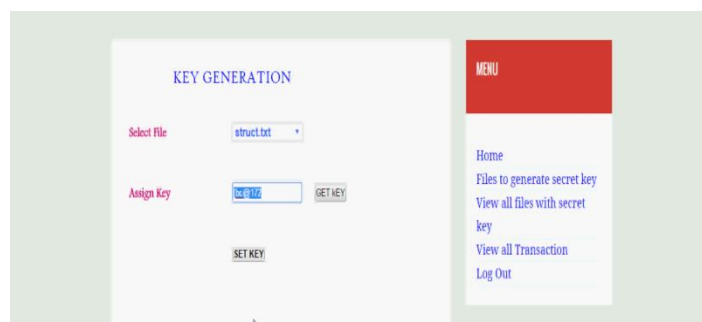 KEY GENERATION
Select File struct.txt
Assign Key GET KEY
SET KEY
MENU
Home
Files to generate secret key
View all files with secret
key
View all Transaction
Log Out